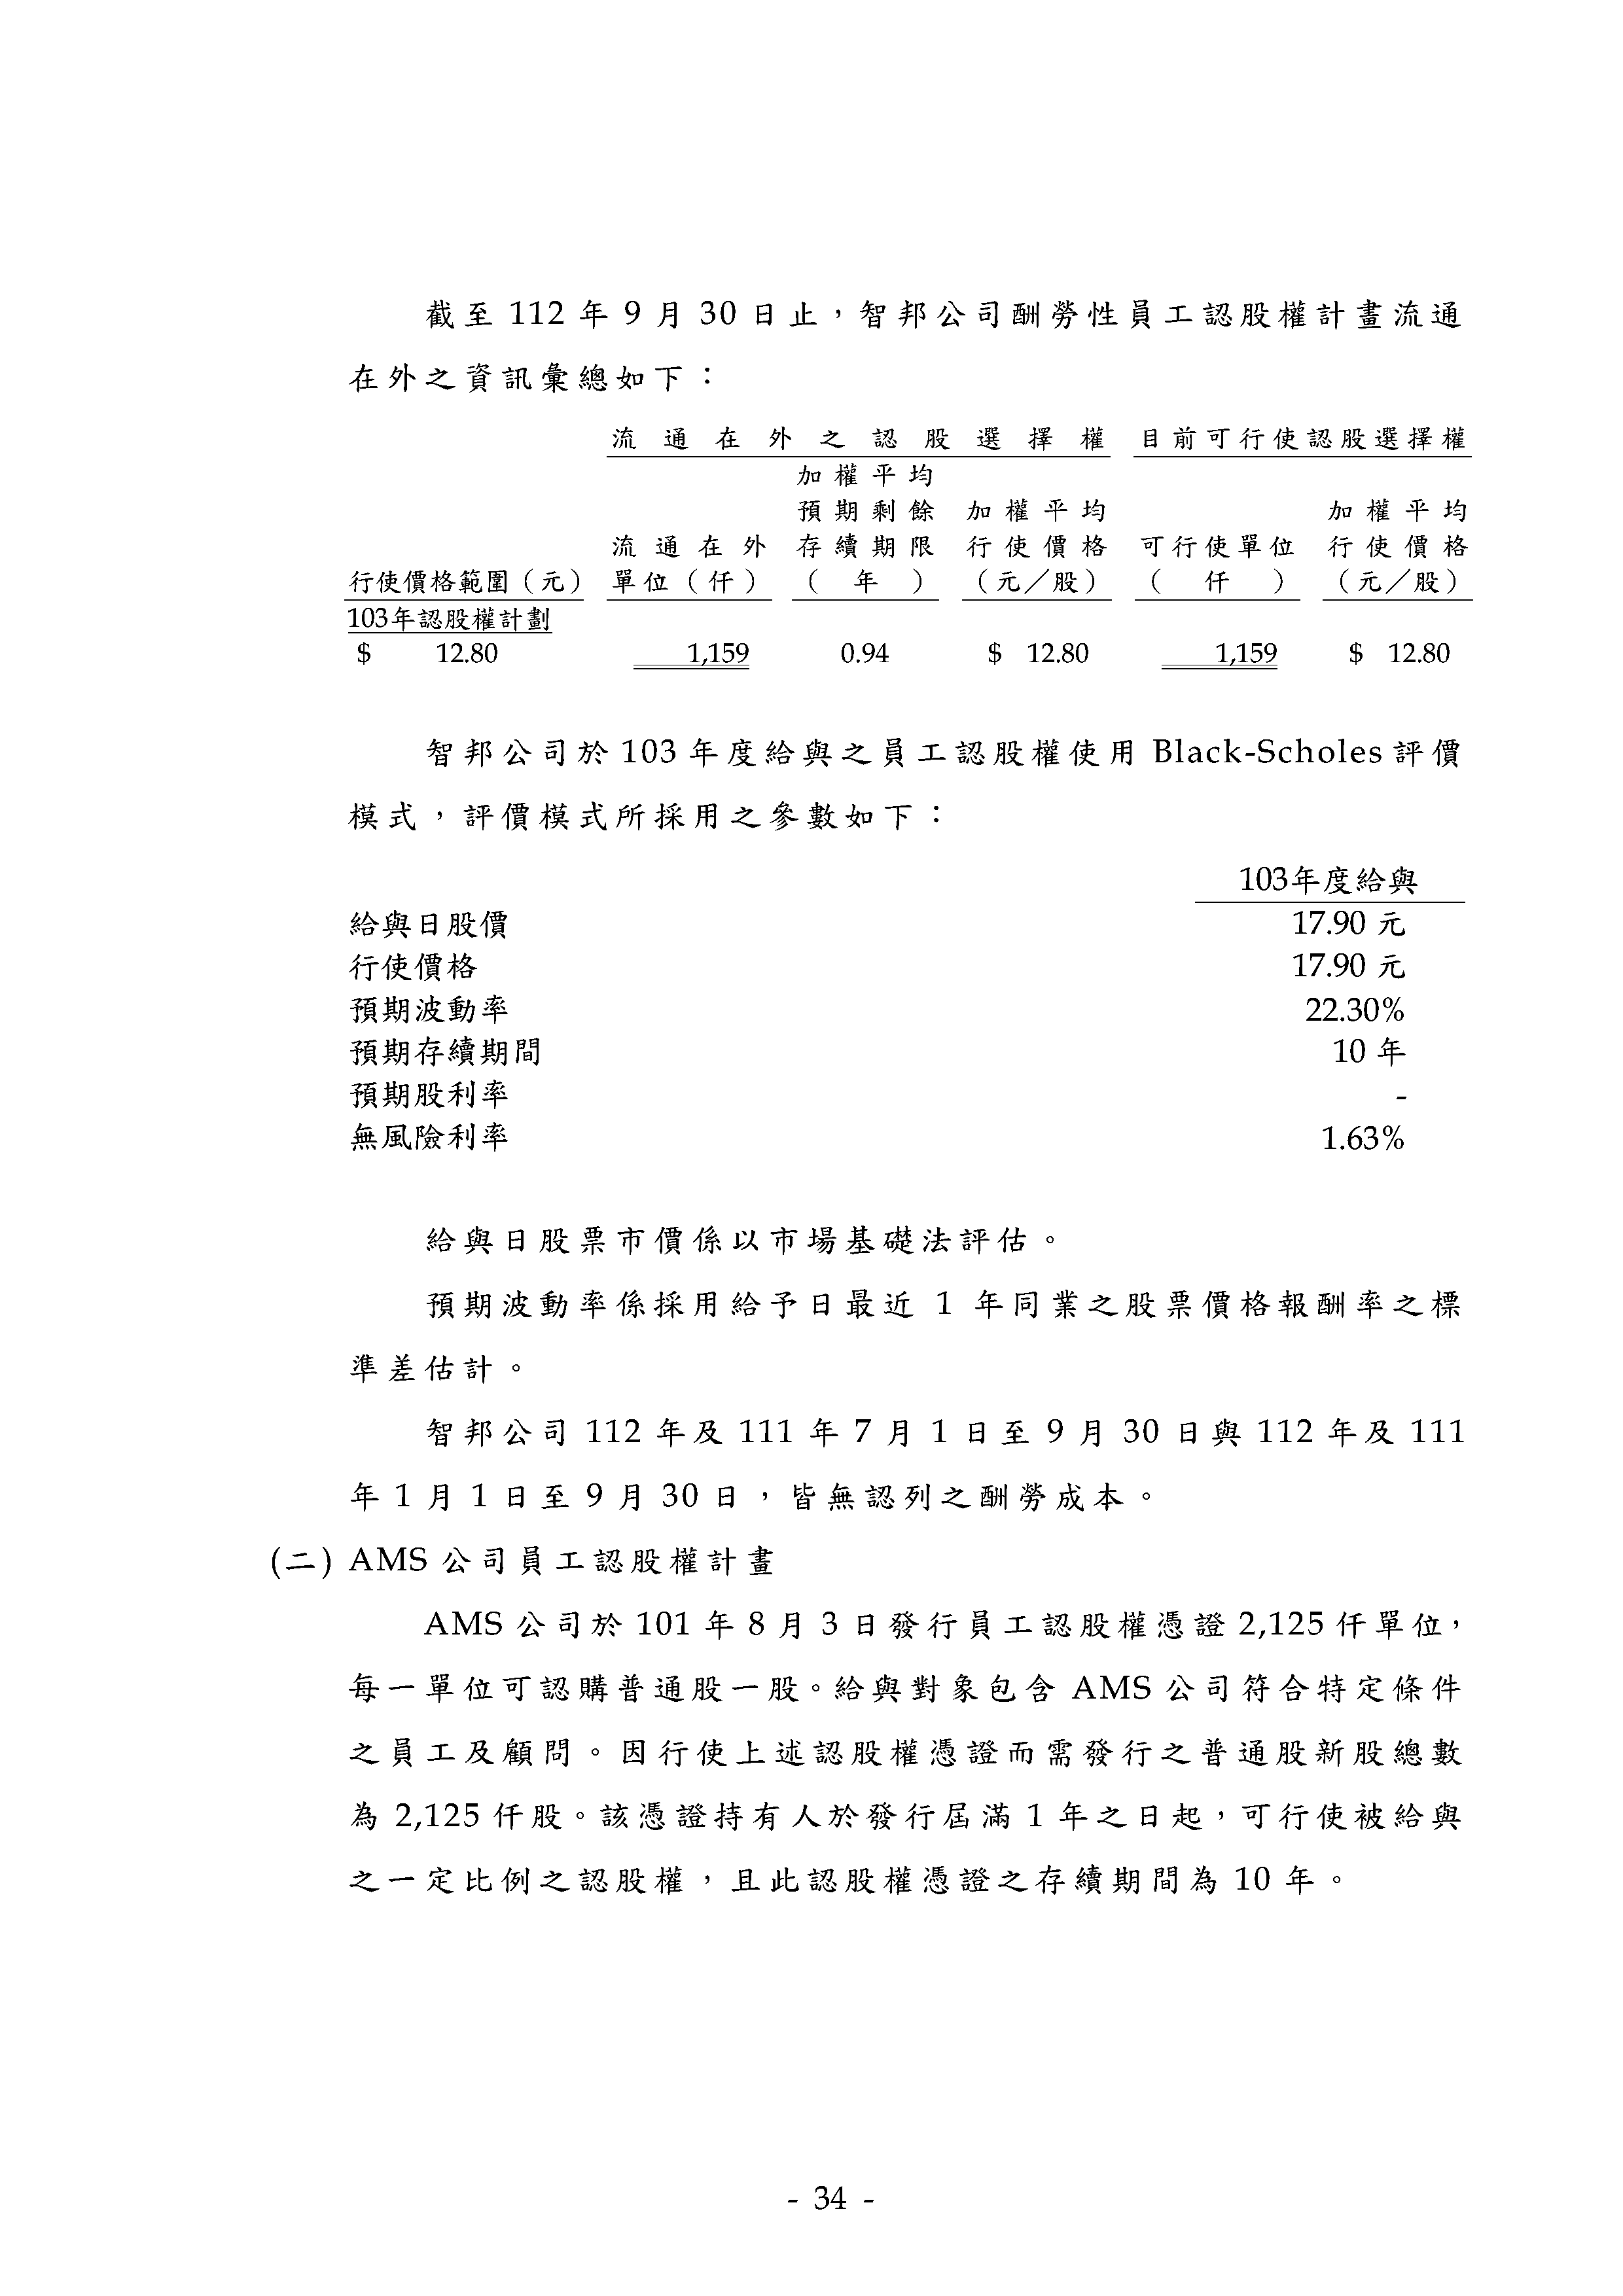 截至 112 年 9 月 30 日止，智邦公司酬勞性員工認股權計畫流通
在外之資訊彙總如下：
流通在外之認股選擇權 目前可行使認股選擇權
加權平均
預期剩餘 加權平均 加權平均
流通在外 存續期限 行使價格 可行使單位 行使價格
行使價格範圍（元） 單位（仟） （年） （元／股） （仟） （元／股）
103年認股權計劃
$ 12.80 1,159 0.94 $ 12.80 1,159 $ 12.80
智邦公司於 103 年度給與之員工認股權使用 Black-Scholes 評價
模式，評價模式所採用之參數如下：
103年度給與
給與日股價 17.90 元
行使價格 17.90 元
預期波動率 22.30%
預期存續期間 10 年
預期股利率 -
無風險利率 1.63%
給與日股票市價係以市場基礎法評估。
預期波動率係採用給予日最近 1 年同業之股票價格報酬率之標
準差估計。
智邦公司 112 年及 111 年 7 月 1 日至 9 月 30 日與 112 年及 111
年 1 月 1 日至 9 月 30 日，皆無認列之酬勞成本。
(二) AMS 公司員工認股權計畫
AMS 公司於 101 年 8 月 3 日發行員工認股權憑證 2,125 仟單位，
每一單位可認購普通股一股。給與對象包含 AMS 公司符合特定條件
之員工及顧問。因行使上述認股權憑證而需發行之普通股新股總數
為 2,125 仟股。該憑證持有人於發行屆滿 1 年之日起，可行使被給與
之一定比例之認股權，且此認股權憑證之存續期間為 10 年。
- 34 -